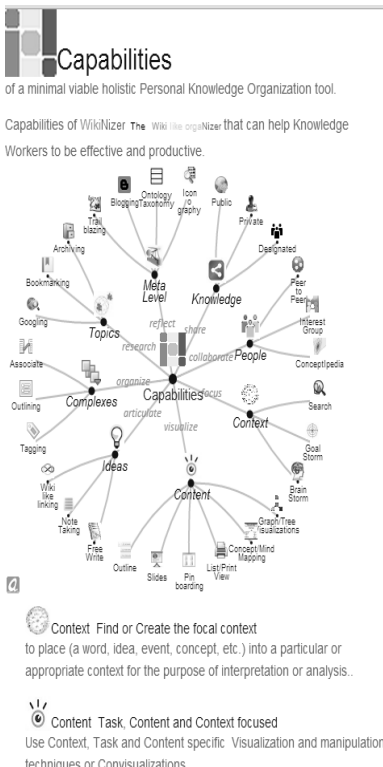 Capabilities
of a minimal viable holistic Personal Knowledge Organization tool.
Capabilities of WikiNizer The Wiki like orgaNizer that can help Knowledge
Workers to be effective and productive.
Blogging
Ontology
Taxonomy
Icon
/o
graphy
Public
Trail
blazing
Private
Archiving
Designated
Bookmarking
Meta
Level
Knowledge
Peer
to
Peer
Googling
Topics
reflect
share
Interest
Group
research
collaborate
People
Associate
Conceptipedia
organize
Capabilities
focus
Outlining
Complexes
articulate
Search
visualize
Context
Tagging
Goal
Storm
Ideas
Wiki
like
linking
Content
Brain
Storm
Note
Taking
Graph/Tree
Visualizations
Free
Write
Outline
Slides
Pin
boarding
List/Print
View
Concept/Mind
Mapping
a
Context Find or Create the focal context
to place (a word, idea, event, concept, etc.) into a particular or
appropriate context for the purpose of interpretation or analysis..
Content Task, Content and Context focused
Use Context, Task and Content specific Visualization and manipulation
techniques or Convisualizations